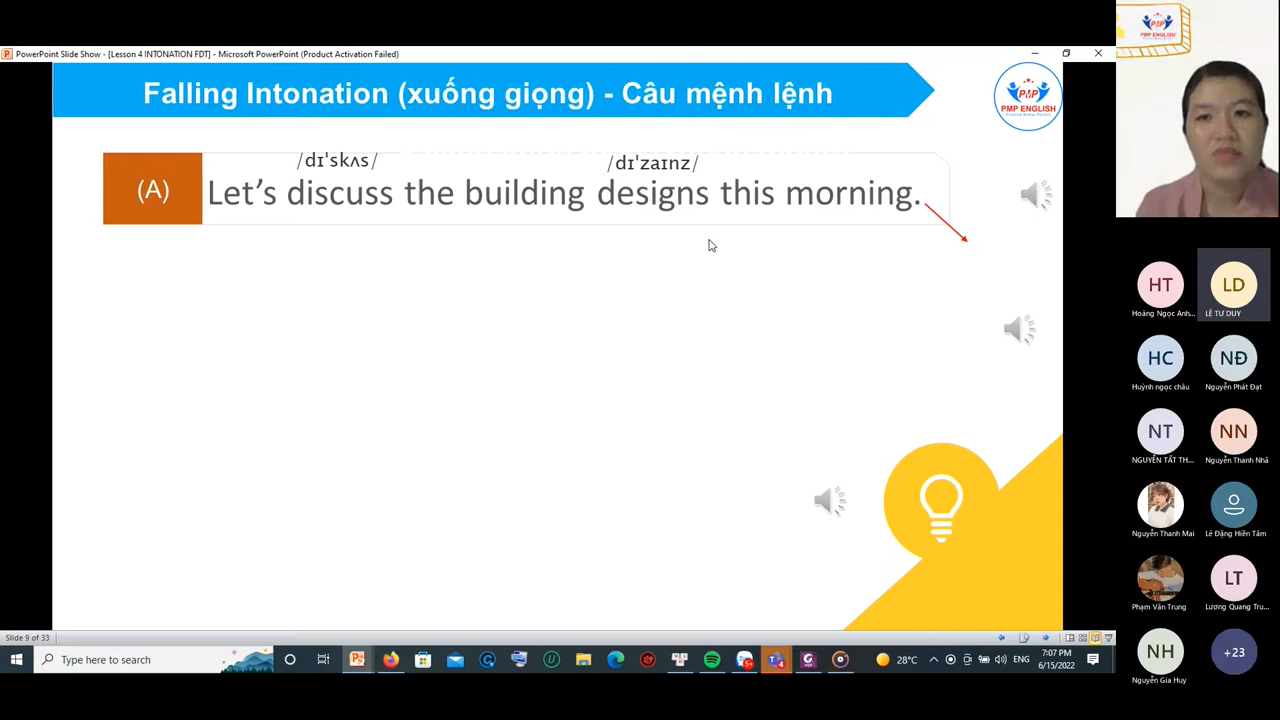 PowerPoint Slide Show - [Lesson 4 INTONATION FDT] - Microsoft PowerPoint (Product Activation Failed)
Falling Intonation (xuống giọng) - Câu mệnh lệnh
PMP
PMP ENGLISH
/dɪˈskʌs/
/dɪˈzaɪnz/
(A)
Let’s discuss the building designs this morning.
PMP ENGLISH
HT
LD
Hoàng Ngọc Anh...
LÊ TƯ DUY
HC
NĐ
Huỳnh ngọc châu
Nguyễn Phát Đạt
NT
NN
NGUYỄN TẤT TH...
Nguyễn Thanh Nhã
Nguyễn Thanh Mai
Lê Đặng Hiền Tâm
LT
Phạm Văn Trung
Lương Quang Tru...
NH
+23
Nguyễn Gia Huy
Slide 9 of 33
Type here to search
28°C
ENG
7:07 PM
6/15/2022